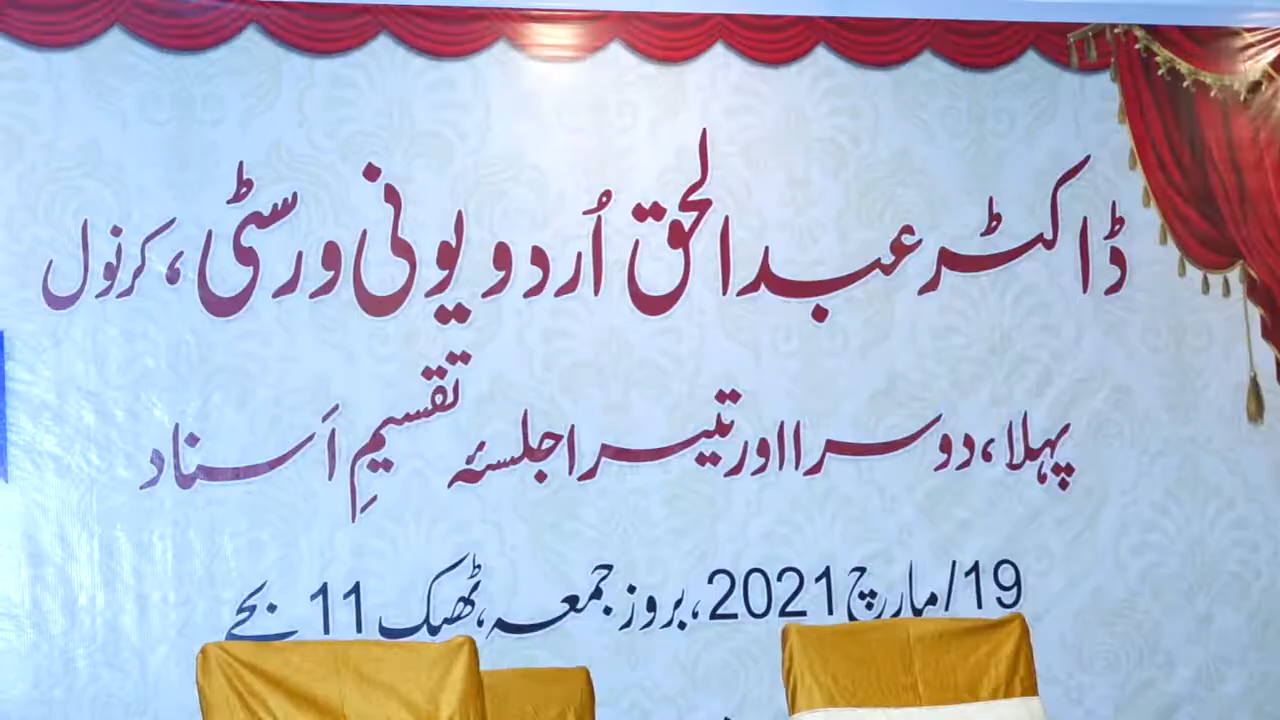 ڈاکٹر عبدالحق اُردو یونی ورسٹی، کرنول
پہلا، دوسرا اور تیسرا جلسئہ تقسیمِ اَسناد
19/مارچ 2021، بروز جمعہ، ٹھیک 11 بجے